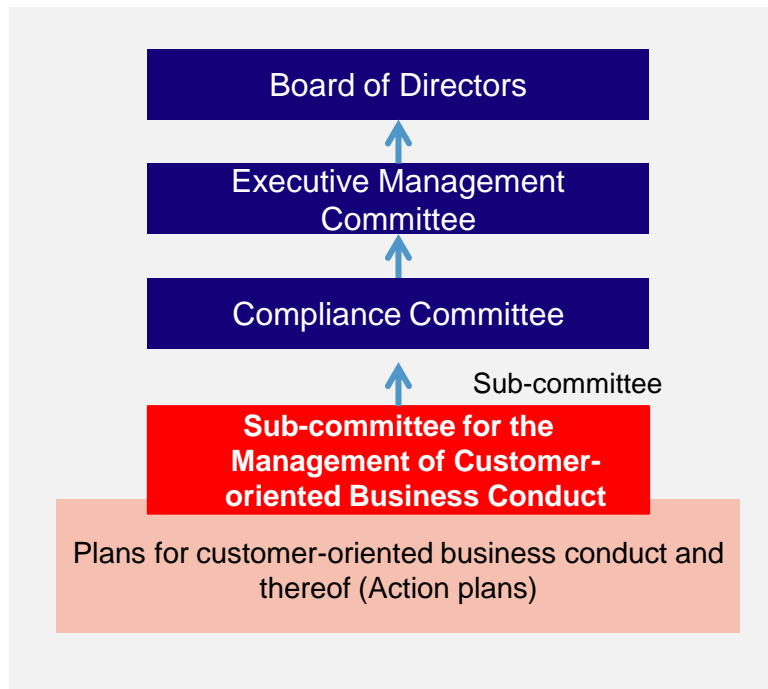 Board of Directors
Executive Management
Committee
Compliance Committee
Sub-committee
Sub-committee for the
Management of Customer-
oriented Business Conduct
Plans for customer-oriented business conduct and
thereof (Action plans)